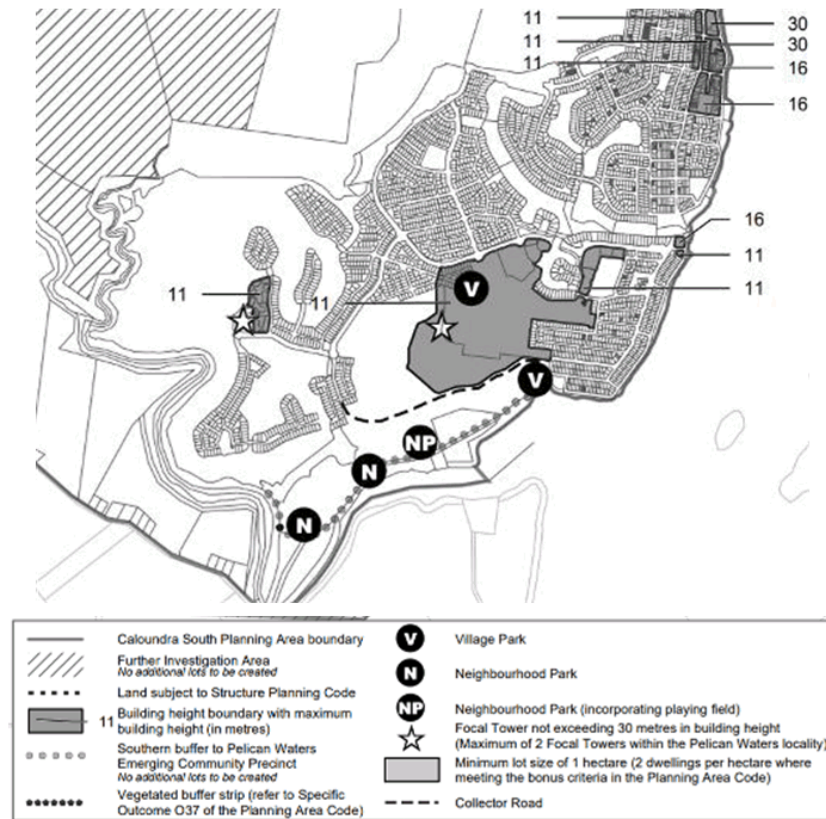 11
30
11
30
11
16
16
16
11
11
11
11
V
V
NP
N
N
Caloundra South Planning Area boundary
Further Investigation Area
No additional lots to be created
Land subject to Structure Planning Code
11 Building height boundary with maximum
building height (in metres)
Southern buffer to Pelican Waters
Emerging Community Precinct
No additional lots to be created
Vegetated buffer strip (refer to Specific
Outcome O37 of the Planning Area Code)
V Village Park
N Neighbourhood Park
NP Neighbourhood Park (incorporating playing field)
Focal Tower not exceeding 30 metres in building height
(Maximum of 2 Focal Towers within the Pelican Waters locality)
Minimum lot size of 1 hectare (2 dwellings per hectare where
meeting the bonus criteria in the Planning Area Code)
Collector Road